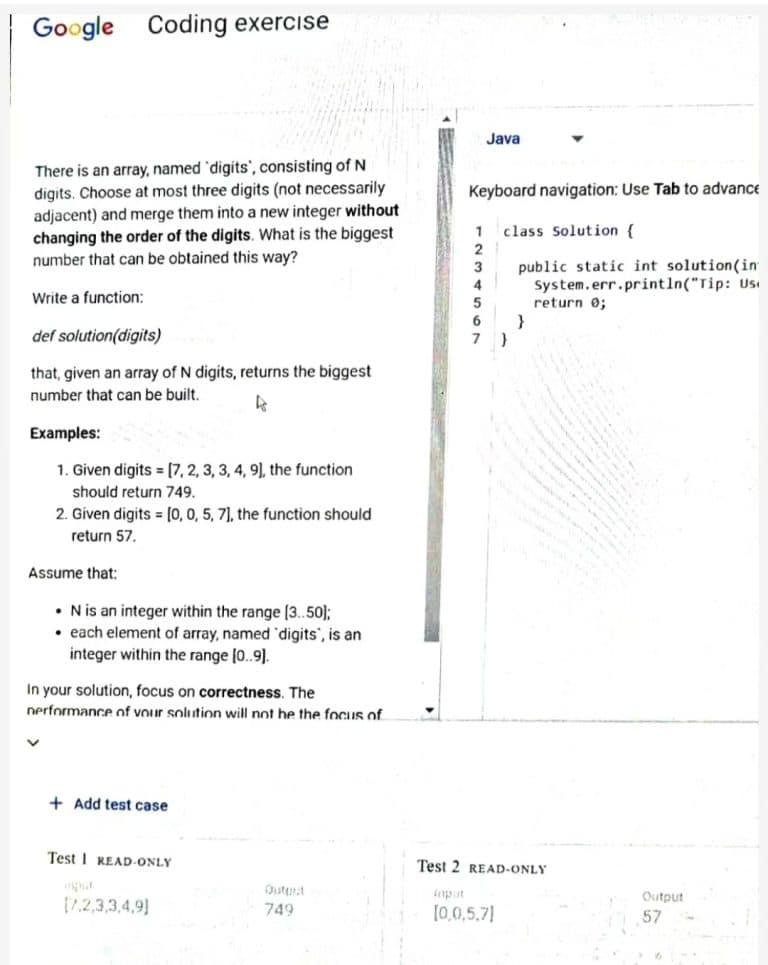 Google Coding exercise
There is an array, named `digits`, consisting of N
digits. Choose at most three digits (not necessarily
adjacent) and merge them into a new integer without
changing the order of the digits. What is the biggest
number that can be obtained this way?
Write a function:
def solution(digits)
that, given an array of N digits, returns the biggest
number that can be built.
Examples:
1. Given digits = [7, 2, 3, 3, 4, 9], the function
should return 749.
2. Given digits = [0, 0, 5, 7], the function should
return 57.
Assume that:
• N is an integer within the range [3..50];
• each element of array, named `digits`, is an
integer within the range [0..9].
In your solution, focus on correctness. The
performance of your solution will not be the focus of
Java
Keyboard navigation: Use Tab to advance
1 class Solution {
2
3 public static int solution(in
4 System.err.println("Tip: Us
5 return 0;
6 }
7 }
+ Add test case
Test 1 READ-ONLY
Input
[7,2,3,3,4,9]
Output
749
Test 2 READ-ONLY
Input
[0,0,5,7]
Output
57